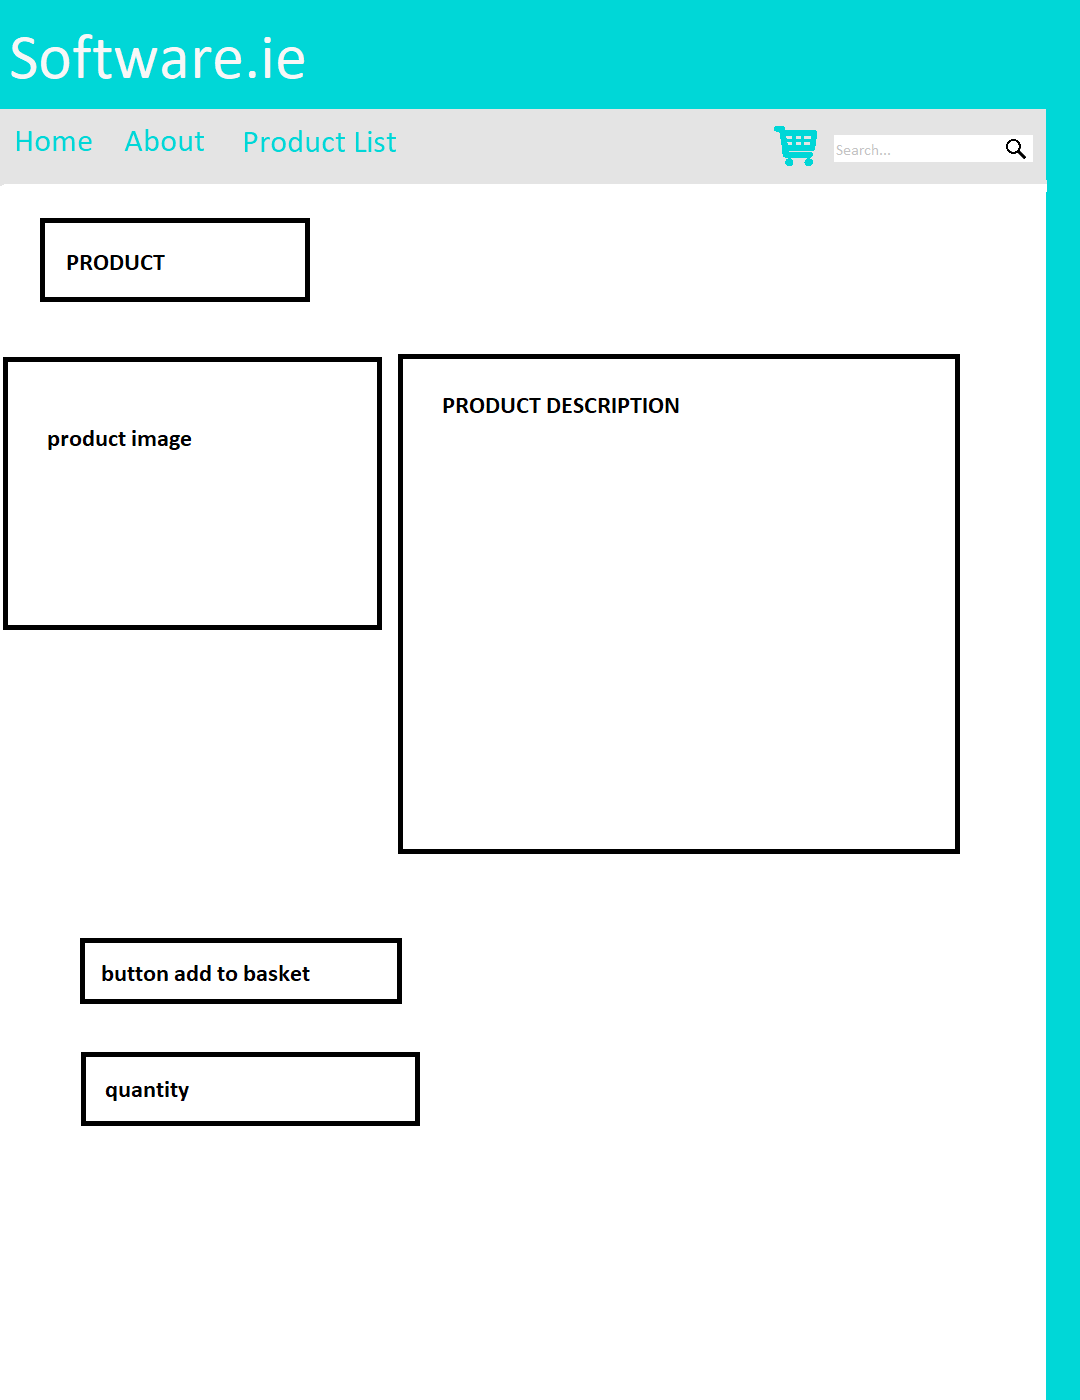 Software.ie
Home About Product List
Search...
PRODUCT
product image
PRODUCT DESCRIPTION
button add to basket
quantity